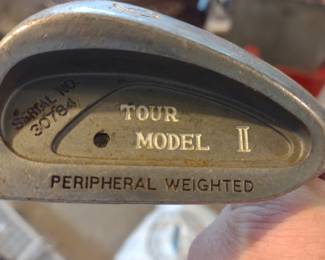 SERIAL NO.
30784
TOUR
MODEL II
PERIPHERAL WEIGHTED